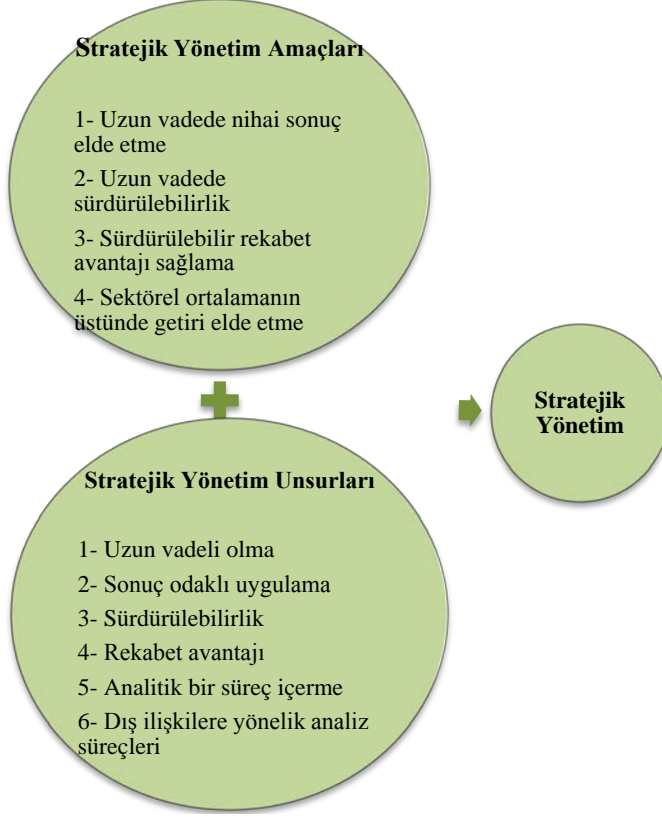 Stratejik Yönetim Amaçları
1- Uzun vadede nihai sonuç
elde etme
2- Uzun vadede
sürdürülebilirlik
3- Sürdürülebilir rekabet
avantajı sağlama
4- Sektörel ortalamanın
üstünde getiri elde etme
Stratejik
Yönetim
Stratejik Yönetim Unsurları
1- Uzun vadeli olma
2- Sonuç odaklı uygulama
3- Sürdürülebilirlik
4- Rekabet avantajı
5- Analitik bir süreç içerme
6- Dış ilişkilere yönelik analiz
süreçleri